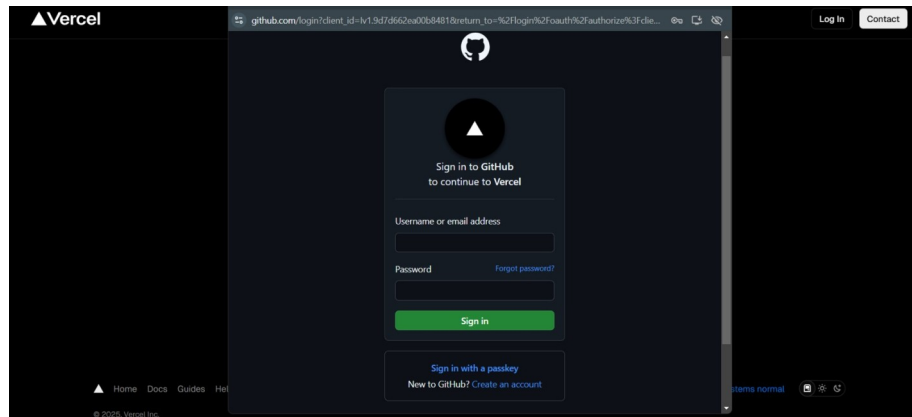 Vercel
github.com/login?client_id=Iv1.9d7d662ea00b8481&return_to=%2Flogin%2Foauth%2Fauthorize%3Fclie...
Log In
Contact
Sign in to GitHub
to continue to Vercel
Username or email address
Password
Forgot password?
Sign in
Sign in with a passkey
New to GitHub? Create an account
Home Docs Guides Hel
stems normal
© 2025, Vercel Inc.